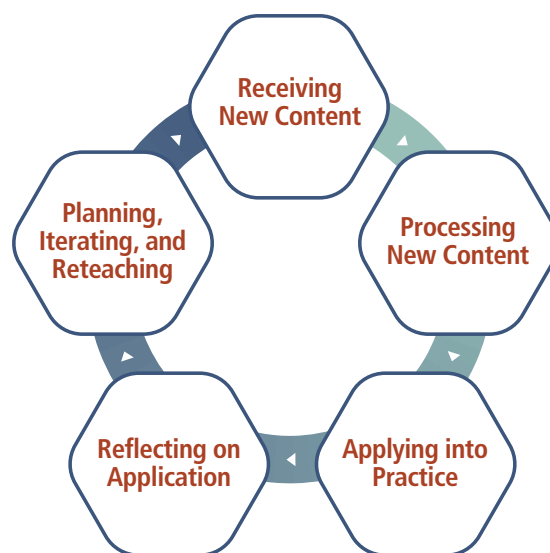 Receiving
New Content
Processing
New Content
Applying into
Practice
Reflecting on
Application
Planning,
Iterating, and
Reteaching